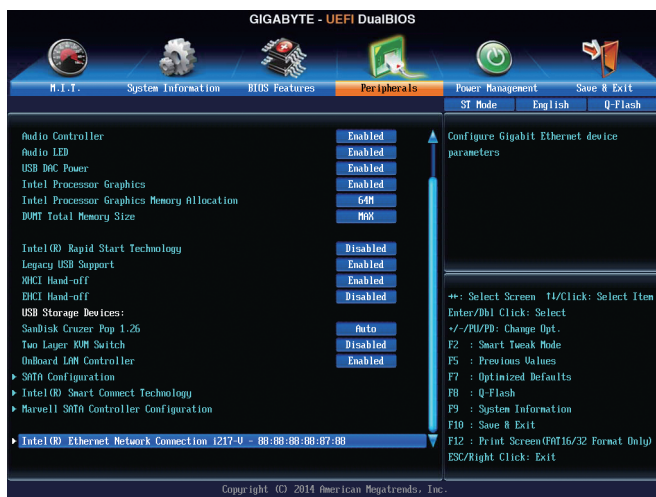 GIGABYTE - UEFI DualBIOS
M.I.T.
System Information
BIOS Features
Peripherals
Power Management
Save & Exit
ST Mode
English
Q-Flash
Audio Controller Enabled
Audio LED Enabled
USB DAC Power Enabled
Intel Processor Graphics Enabled
Intel Processor Graphics Memory Allocation 64M
DVMT Total Memory Size MAX
Intel(R) Rapid Start Technology Disabled
Legacy USB Support Enabled
XHCI Hand-off Enabled
EHCI Hand-off Disabled
USB Storage Devices:
SanDisk Cruzer Pop 1.26 Auto
Two Layer KVM Switch Disabled
OnBoard LAN Controller Enabled
SATA Configuration
Intel(R) Smart Connect Technology
Marvell SATA Controller Configuration
Intel(R) Ethernet Network Connection i217-V - 88:88:88:88:87:88
Configure Gigabit Ethernet device
parameters
→←: Select Screen ↑↓/Click: Select Item
Enter/Dbl Click: Select
+/-/PU/PD: Change Opt.
F2 : Smart Tweak Mode
F5 : Previous Values
F7 : Optimized Defaults
F8 : Q-Flash
F9 : System Information
F10 : Save & Exit
F12 : Print Screen(FAT16/32 Format Only)
ESC/Right Click: Exit
Copyright (C) 2014 American Megatrends, Inc.